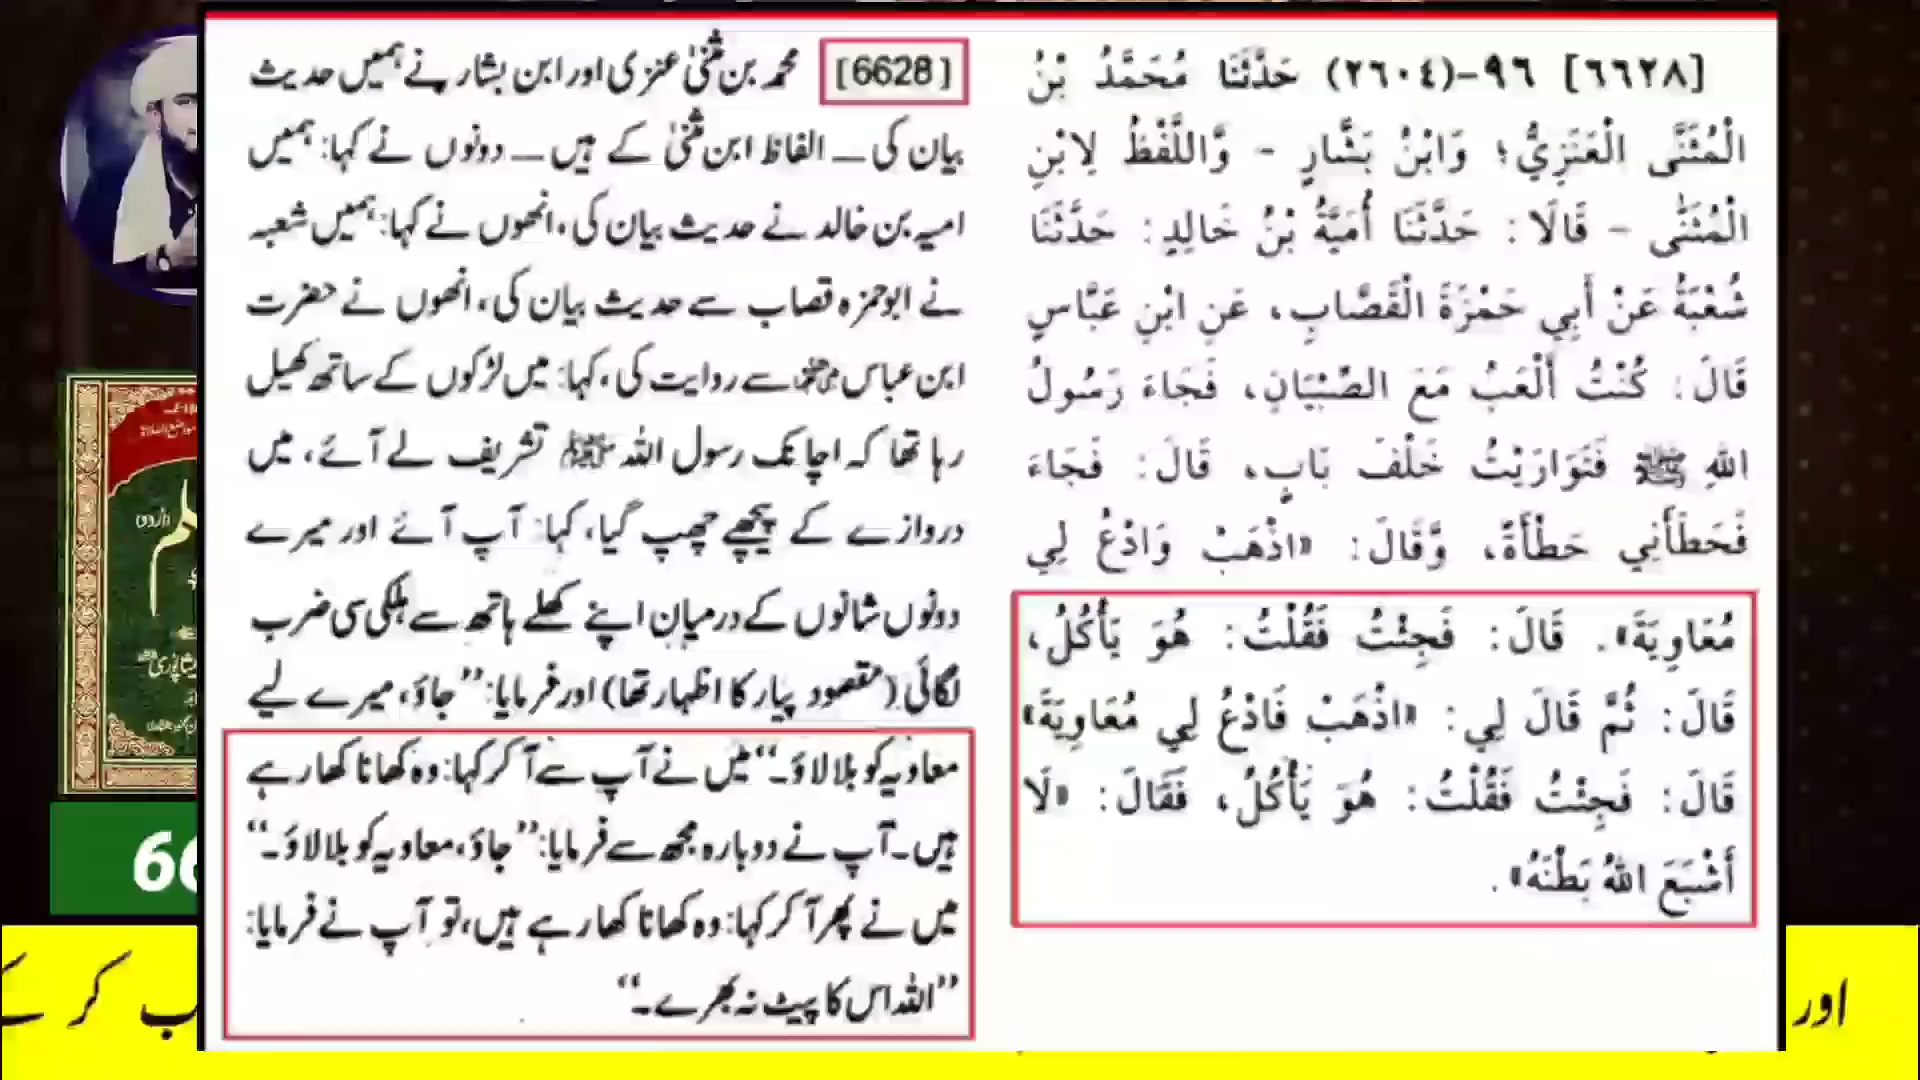 [٦٦٢٨] ٩٦-(٢٦٠٤) حَدَّثَنَا مُحَمَّدُ بْنُ
الْمُثَنَّى الْعَنَزِيُّ؛ وَابْنُ بَشَّارٍ - وَّاللَّفْظُ لِابْنِ
الْمُثَنَّى - قَالَا: حَدَّثَنَا أُمَيَّةُ بْنُ خَالِدٍ: حَدَّثَنَا
شُعْبَةُ عَنْ أَبِي حَمْزَةَ الْقَصَّابِ، عَنِ ابْنِ عَبَّاسٍ
قَالَ: كُنْتُ أَلْعَبُ مَعَ الصِّبْيَانِ، فَجَاءَ رَسُولُ
اللهِ ﷺ فَتَوَارَيْتُ خَلْفَ بَابٍ، قَالَ: فَجَاءَ
فَحَطَأَنِي حَطْأَةً، وَّقَالَ: «اذْهَبْ وَادْعُ لِي
مُعَاوِيَةَ». قَالَ: فَجِئْتُ فَقُلْتُ: هُوَ يَأْكُلُ،
قَالَ: ثُمَّ قَالَ لِي: «اذْهَبْ فَادْعُ لِي مُعَاوِيَةَ»
قَالَ: فَجِئْتُ فَقُلْتُ: هُوَ يَأْكُلُ، فَقَالَ: «لَا
أَشْبَعَ اللهُ بَطْنَهُ».
[6628] محمد بن مثنیٰ عنزی اور ابن بشار نے ہمیں حدیث
بیان کی ــ الفاظ ابن مثنیٰ کے ہیں ــ دونوں نے کہا: ہمیں
امیہ بن خالد نے حدیث بیان کی، انھوں نے کہا: ہمیں شعبہ
نے ابوحمزہ قصاب سے حدیث بیان کی، انھوں نے حضرت
ابن عباس رضی اللہ عنہما سے روایت کی، کہا: میں لڑکوں کے ساتھ کھیل
رہا تھا کہ اچانک رسول اللہ ﷺ تشریف لے آئے، میں
دروازے کے پیچھے چھپ گیا، کہا: آپ آئے اور میرے
دونوں شانوں کے درمیان اپنے کھلے ہاتھ سے ہلکی سی ضرب
لگائی (مقصود پیار کا اظہار تھا) اور فرمایا: ”جاؤ، میرے لیے
معاویہ کو بلا لاؤ۔“ میں نے آپ سے آ کر کہا: وہ کھانا کھا رہے
ہیں۔ آپ نے دوبارہ مجھ سے فرمایا: ”جاؤ، معاویہ کو بلا لاؤ۔“
میں نے پھر آ کر کہا: وہ کھانا کھا رہے ہیں، تو آپ نے فرمایا:
”اللہ اس کا پیٹ نہ بھرے۔“
66
اور
کر کے